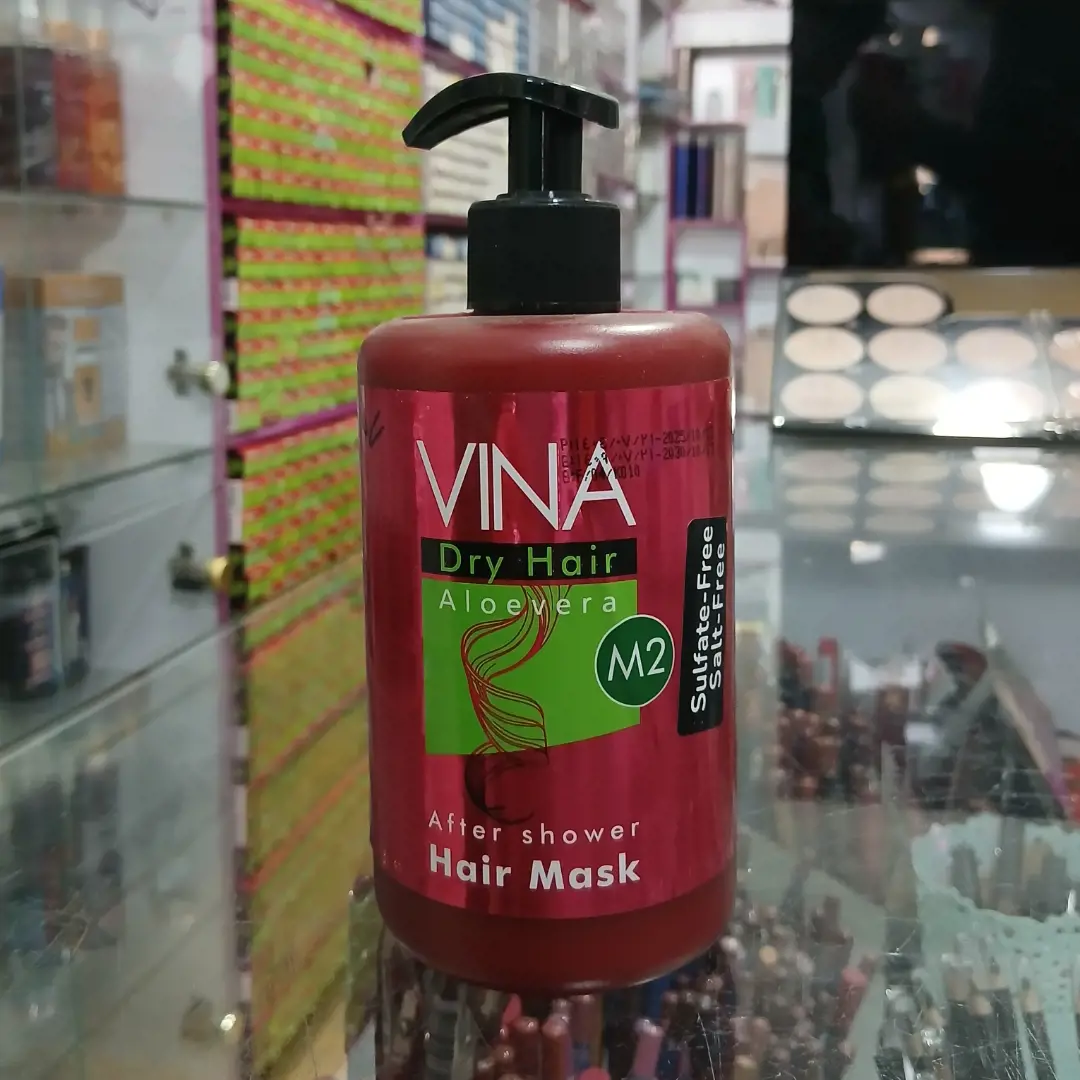 VINA
Dry Hair
Aloevera
M2
Sulfate-Free
Salt-Free
After shower
Hair Mask